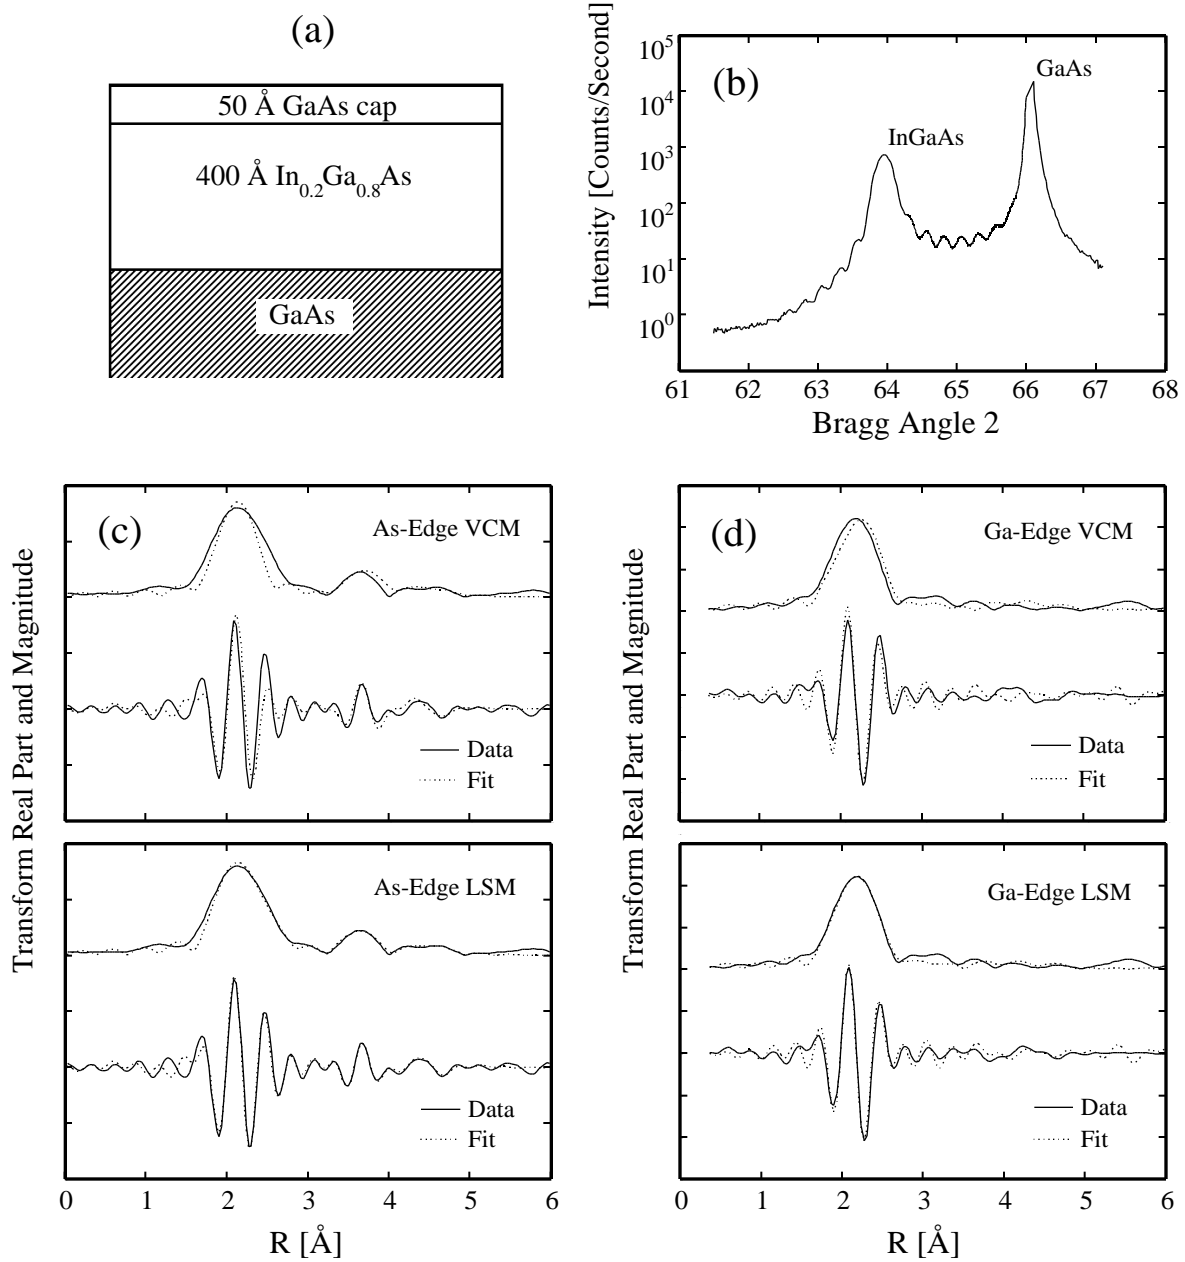 (a)
50 Å GaAs cap
400 Å In0.2Ga0.8As
GaAs
(b)
Intensity [Counts/Second]
10^5
10^4
10^3
10^2
10^1
10^0
InGaAs
GaAs
61 62 63 64 65 66 67 68
Bragg Angle 2
Transform Real Part and Magnitude
(c)
As-Edge VCM
Data
Fit
As-Edge LSM
Data
Fit
0 1 2 3 4 5 6
R [Å]
Transform Real Part and Magnitude
(d)
Ga-Edge VCM
Data
Fit
Ga-Edge LSM
Data
Fit
0 1 2 3 4 5 6
R [Å]